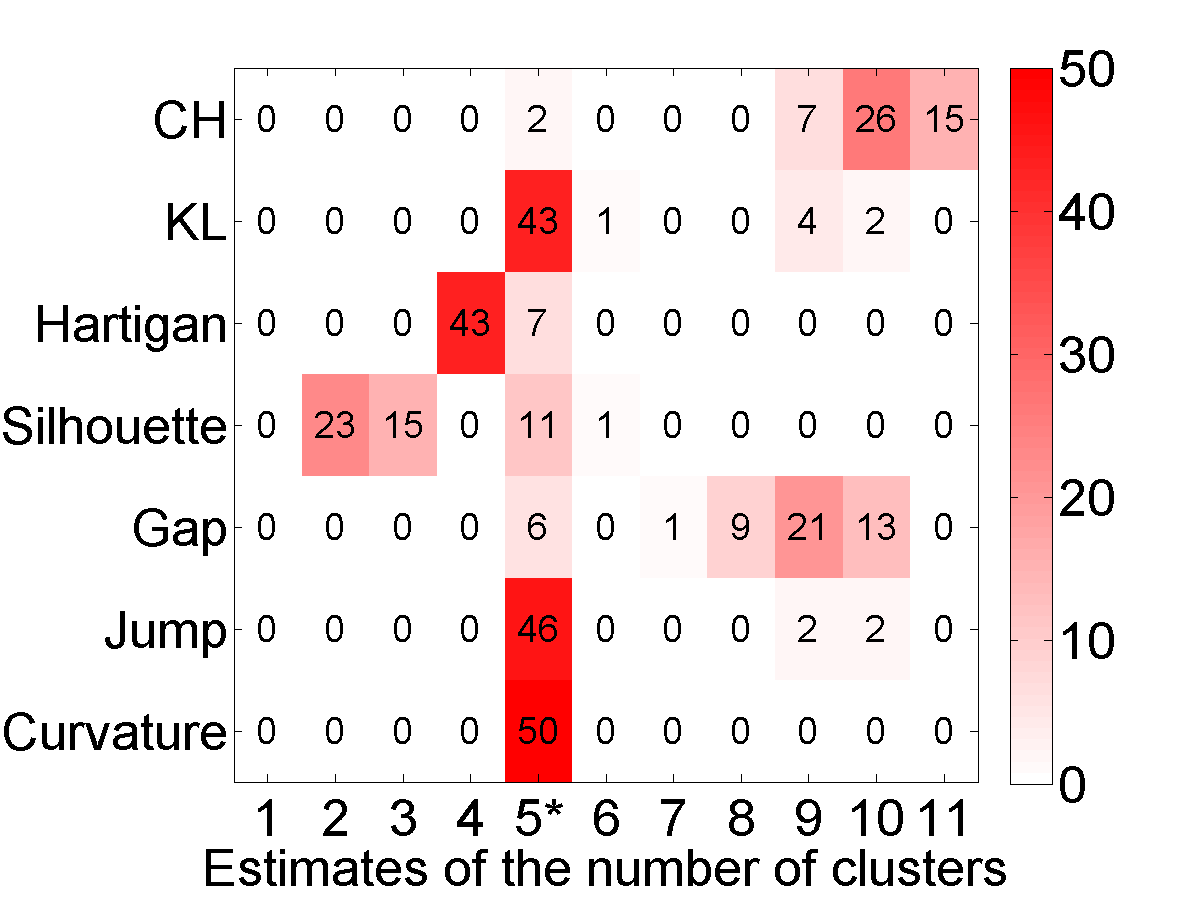 50
CH 0 0 0 0 2 0 0 0 7 26 15
40
KL 0 0 0 0 43 1 0 0 4 2 0
Hartigan 0 0 0 43 7 0 0 0 0 0 0
30
Silhouette 0 23 15 0 11 1 0 0 0 0 0
20
Gap 0 0 0 0 6 0 1 9 21 13 0
10
Jump 0 0 0 0 46 0 0 0 2 2 0
Curvature 0 0 0 0 50 0 0 0 0 0 0
0
1 2 3 4 5* 6 7 8 9 10 11
Estimates of the number of clusters